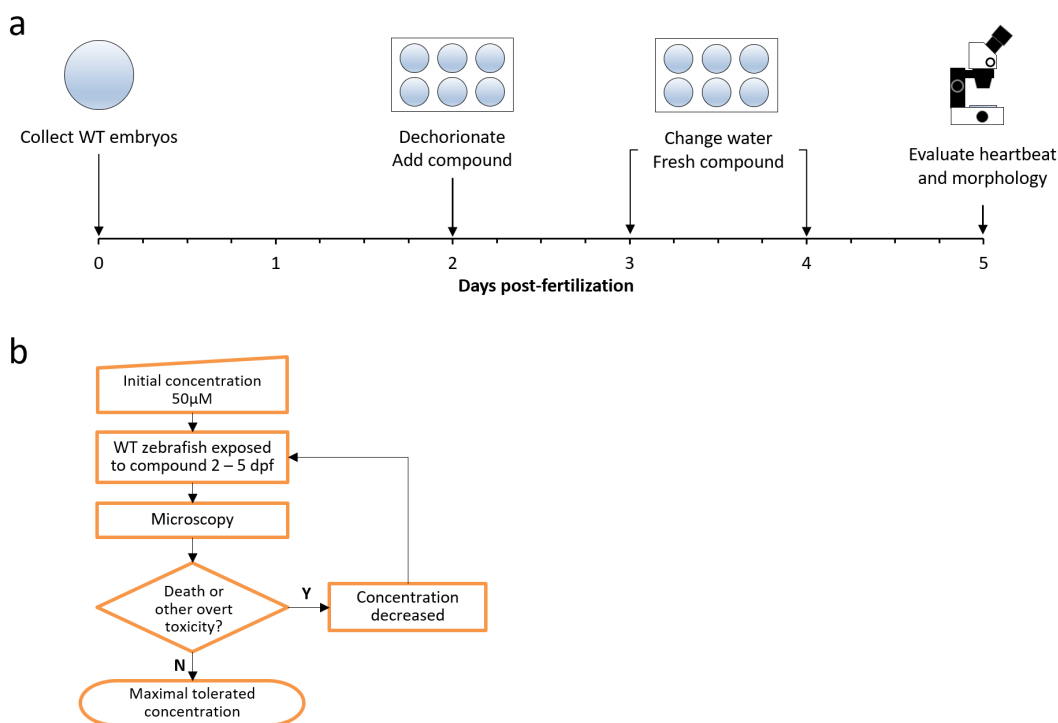 a
Collect WT embryos
Dechorionate
Add compound
Change water
Fresh compound
Evaluate heartbeat
and morphology
0
1
2
3
4
5
Days post-fertilization
b
Initial concentration
50µM
WT zebrafish exposed
to compound 2 – 5 dpf
Microscopy
Death or
other overt
toxicity?
Y
Concentration
decreased
N
Maximal tolerated
concentration